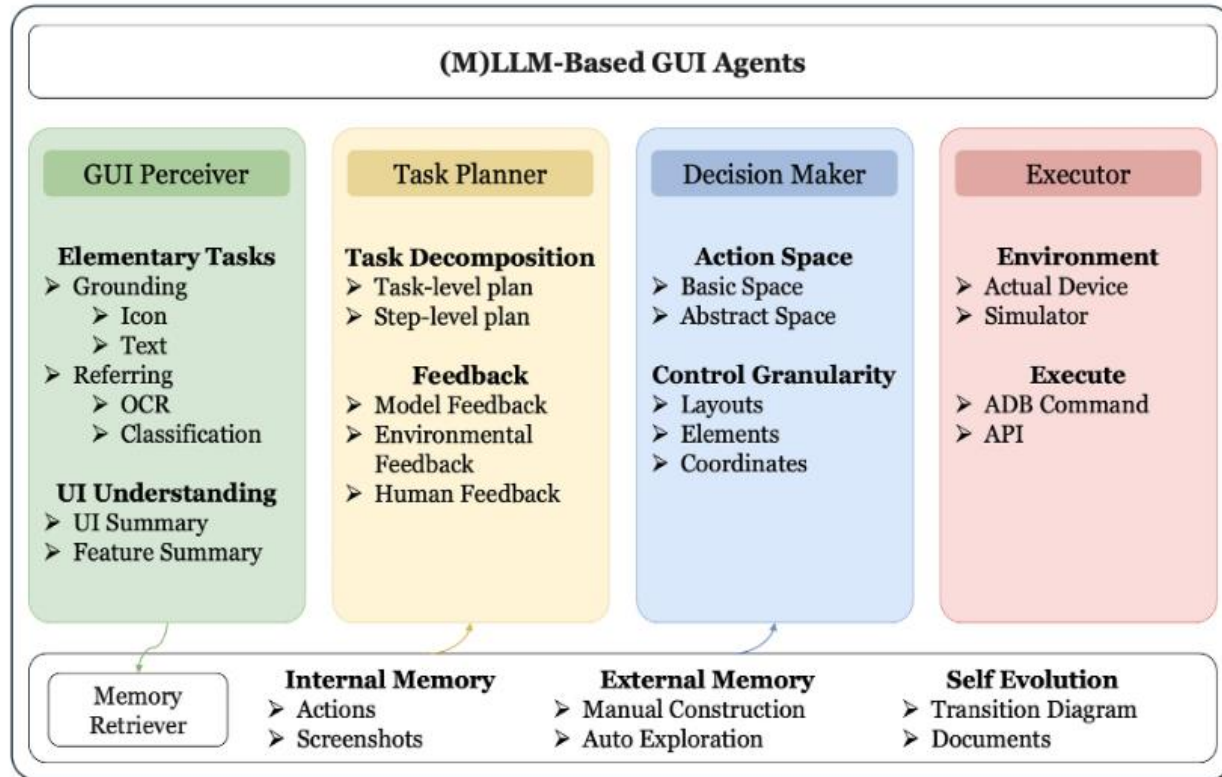 (M)LLM-Based GUI Agents
GUI Perceiver
Elementary Tasks
➢ Grounding
➢ Icon
➢ Text
➢ Referring
➢ OCR
➢ Classification
UI Understanding
➢ UI Summary
➢ Feature Summary
Task Planner
Task Decomposition
➢ Task-level plan
➢ Step-level plan
Feedback
➢ Model Feedback
➢ Environmental
Feedback
➢ Human Feedback
Decision Maker
Action Space
➢ Basic Space
➢ Abstract Space
Control Granularity
➢ Layouts
➢ Elements
➢ Coordinates
Executor
Environment
➢ Actual Device
➢ Simulator
Execute
➢ ADB Command
➢ API
Memory
Retriever
Internal Memory
➢ Actions
➢ Screenshots
External Memory
➢ Manual Construction
➢ Auto Exploration
Self Evolution
➢ Transition Diagram
➢ Documents